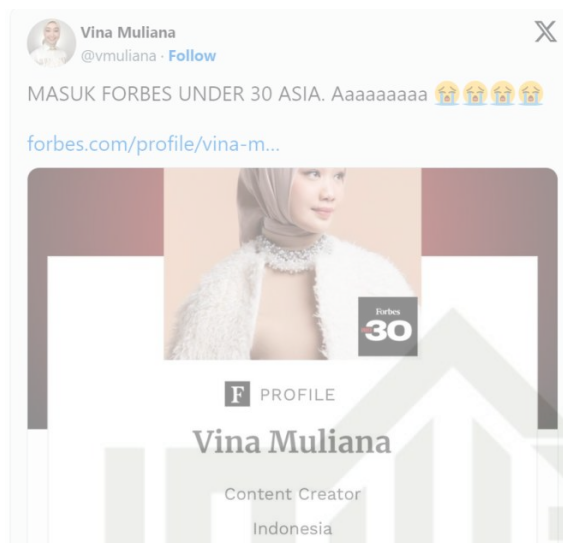 Vina Muliana
@vmuliana · Follow
MASUK FORBES UNDER 30 ASIA. Aaaaaaaaa 😭😭😭😭
forbes.com/profile/vina-m...
Forbes
30
F PROFILE
Vina Muliana
Content Creator
Indonesia